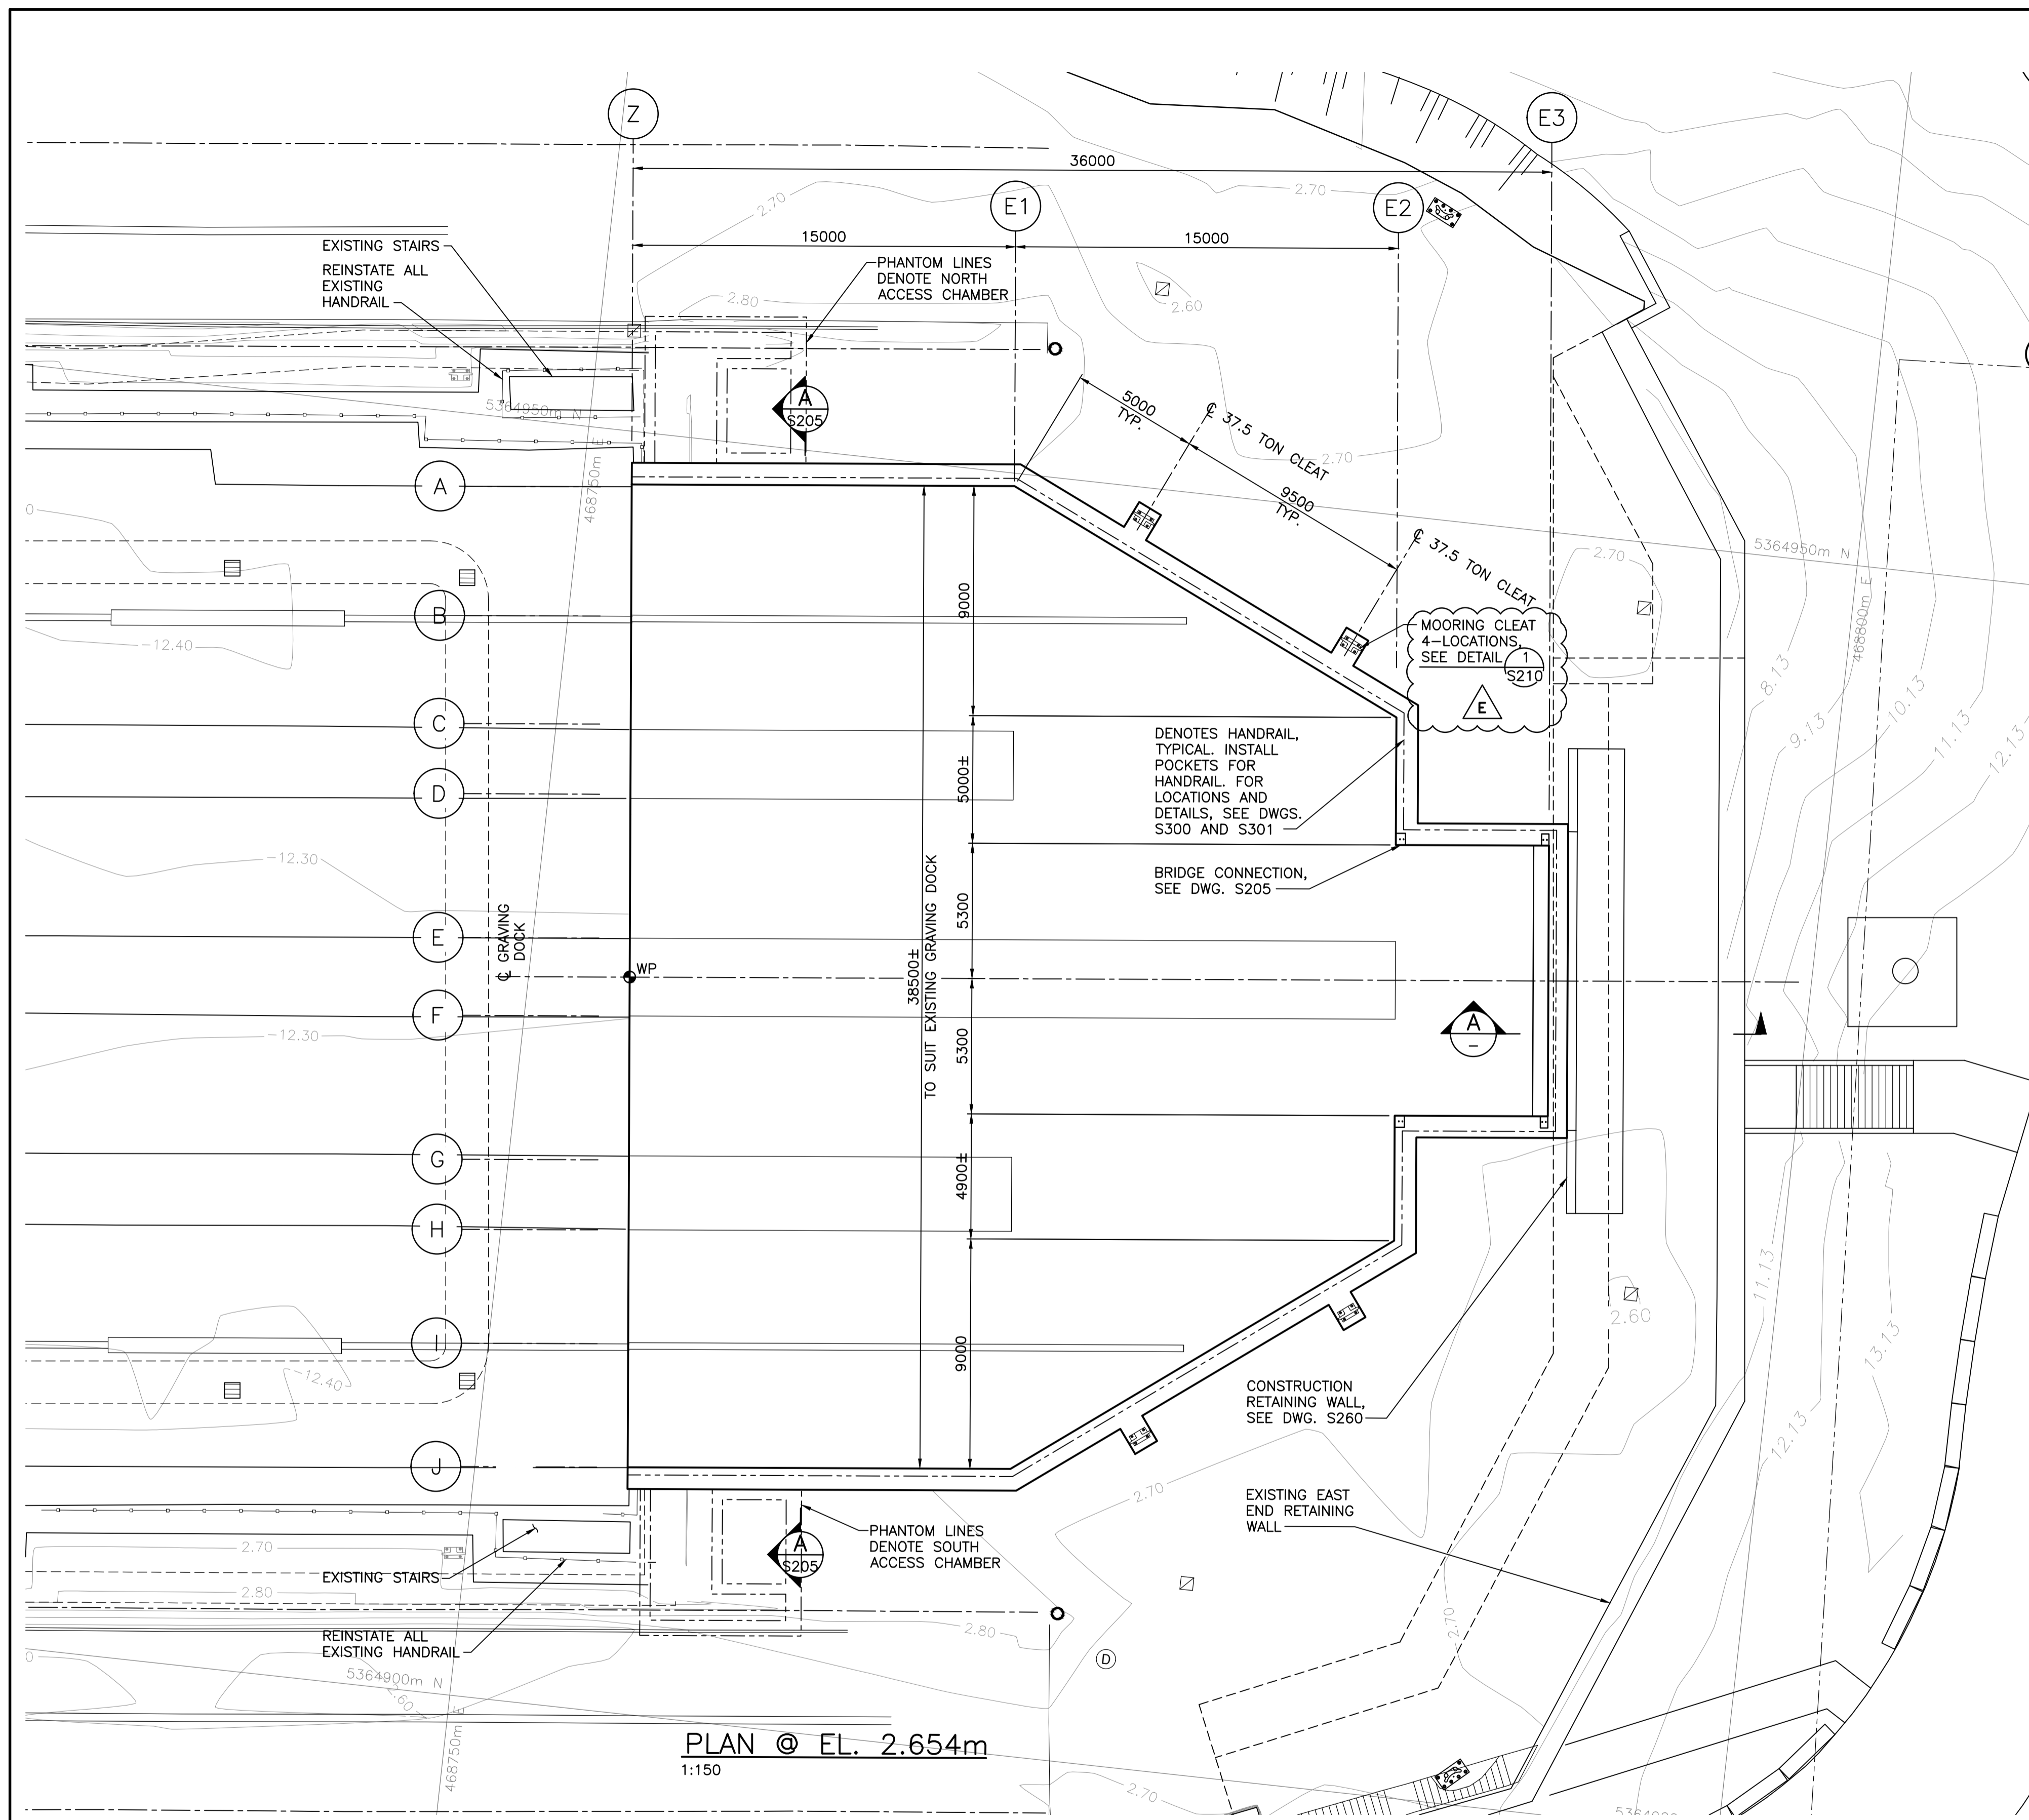 Z
E3
36000
E1
E2
15000
15000
2.70
2.70
EXISTING STAIRS
REINSTATE ALL
EXISTING
HANDRAIL
PHANTOM LINES
DENOTE NORTH
ACCESS CHAMBER
2.80
2.60
5364950m N
468750m E
A
S205
5000
TYP.
℄ 37.5 TON CLEAT
9500
TYP.
℄ 37.5 TON CLEAT
2.70
2.70
5364950m N
468800m E
A
B
-12.40
9000
MOORING CLEAT
4-LOCATIONS,
SEE DETAIL
1
S210
E
8.13
9.13
10.13
11.13
12.13
C
D
5000±
DENOTES HANDRAIL,
TYPICAL. INSTALL
POCKETS FOR
HANDRAIL. FOR
LOCATIONS AND
DETAILS, SEE DWGS.
S300 AND S301
-12.30
BRIDGE CONNECTION,
SEE DWG. S205
E
℄ GRAVING
DOCK
WP
38500±
TO SUIT EXISTING GRAVING DOCK
5300
5300
F
-12.30
A
-
G
4900±
H
I
-12.40
9000
11.13
12.13
13.13
2.60
CONSTRUCTION
RETAINING WALL,
SEE DWG. S260
J
2.70
EXISTING EAST
END RETAINING
WALL
PHANTOM LINES
DENOTE SOUTH
ACCESS CHAMBER
A
S205
2.70
EXISTING STAIRS
2.80
2.80
2.70
REINSTATE ALL
EXISTING HANDRAIL
5364900m N
2.60
468750m E
D
PLAN @ EL. 2.654m
1:150
2.70